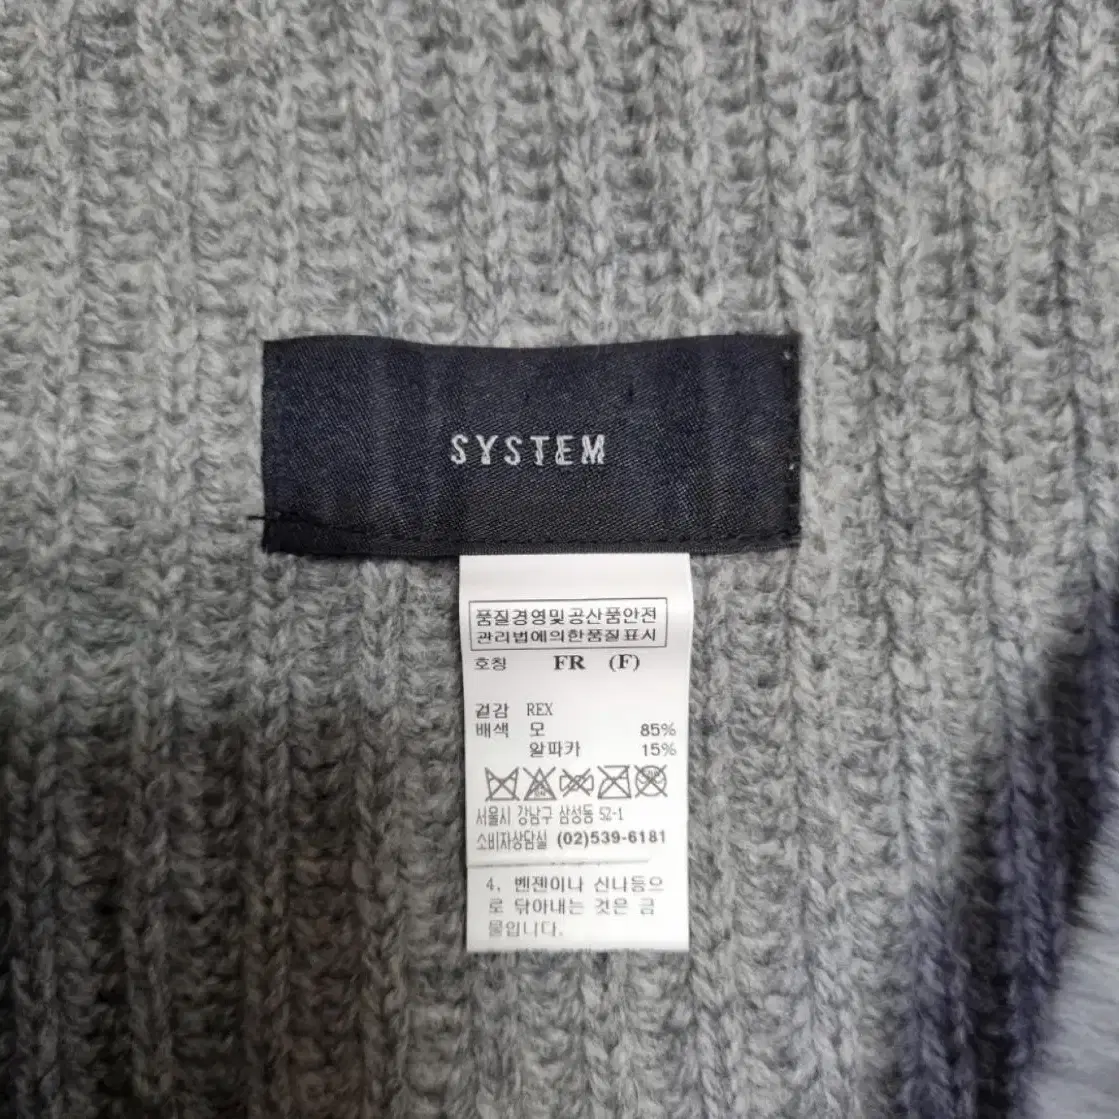 SYSTEM
품질경영및공산품안전
관리법에의한품질표시
호칭 FR (F)
겉감 REX
배색 모 85%
알파카 15%
서울시 강남구 삼성동 52-1
소비자상담실 (02)539-6181
4. 벤젠이나 신나등으
로 닦아내는 것은 금
물입니다.